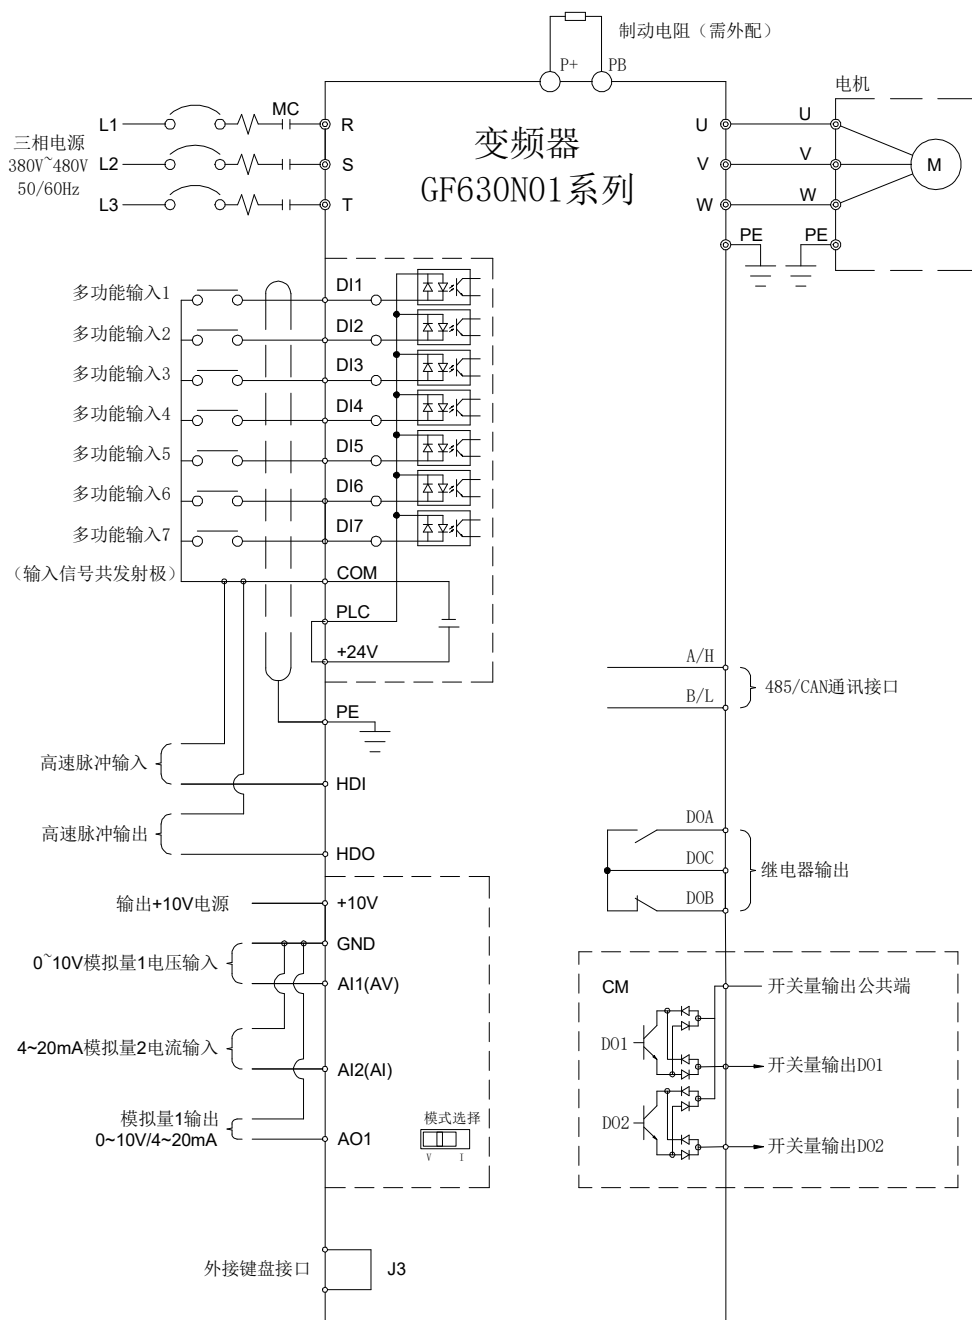 制动电阻（需外配）
P+
PB
电机
三相电源
380V~480V
50/60Hz
L1
L2
L3
MC
R
S
T
变频器
GF630N01系列
U
V
W
PE
U
V
W
PE
M
多功能输入1
多功能输入2
多功能输入3
多功能输入4
多功能输入5
多功能输入6
多功能输入7
（输入信号共发射极）
DI1
DI2
DI3
DI4
DI5
DI6
DI7
COM
PLC
+24V
PE
高速脉冲输入
HDI
高速脉冲输出
HDO
A/H
B/L
485/CAN通讯接口
DOA
DOC
DOB
继电器输出
输出+10V电源
+10V
GND
0~10V模拟量1电压输入
AI1(AV)
4~20mA模拟量2电流输入
AI2(AI)
模拟量1输出
0~10V/4~20mA
AO1
模式选择
V
I
CM
开关量输出公共端
DO1
开关量输出DO1
DO2
开关量输出DO2
外接键盘接口
J3